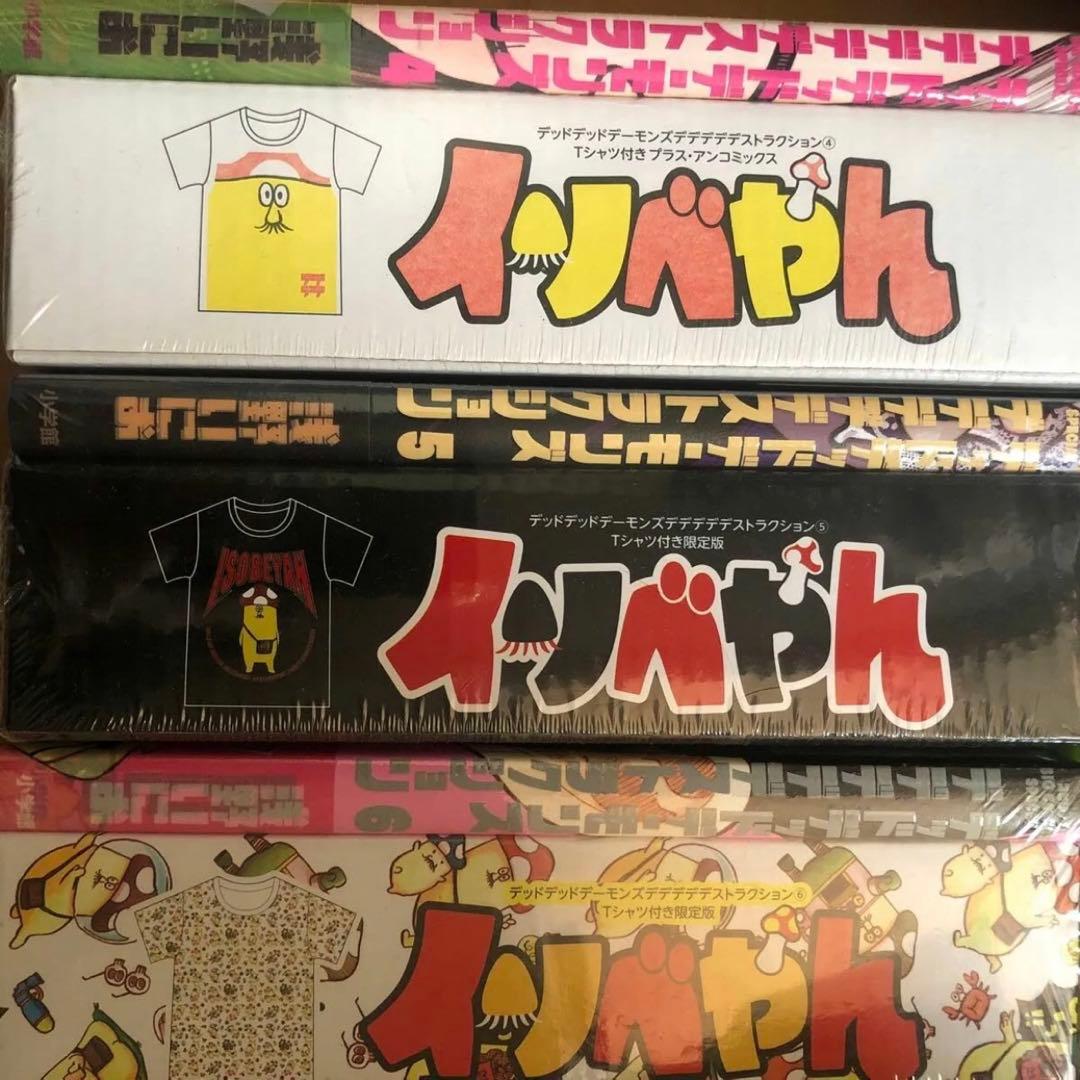 小学館
浅野いにお
デッドデッドデーモンズ
デデデデデストラクション
4
デッドデッドデーモンズデデデデデストラクション④
Tシャツ付き プラス・アンコミックス
イソべやん
小学館
浅野いにお
デッドデッドデーモンズ
デデデデデストラクション
5
デッドデッドデーモンズデデデデデストラクション⑤
Tシャツ付き限定版
ISOBEYAN
イソべやん
小学館
浅野いにお
デッドデッドデーモンズ
デデデデデストラクション
6
デッドデッドデーモンズデデデデデストラクション⑥
Tシャツ付き限定版
イソべやん